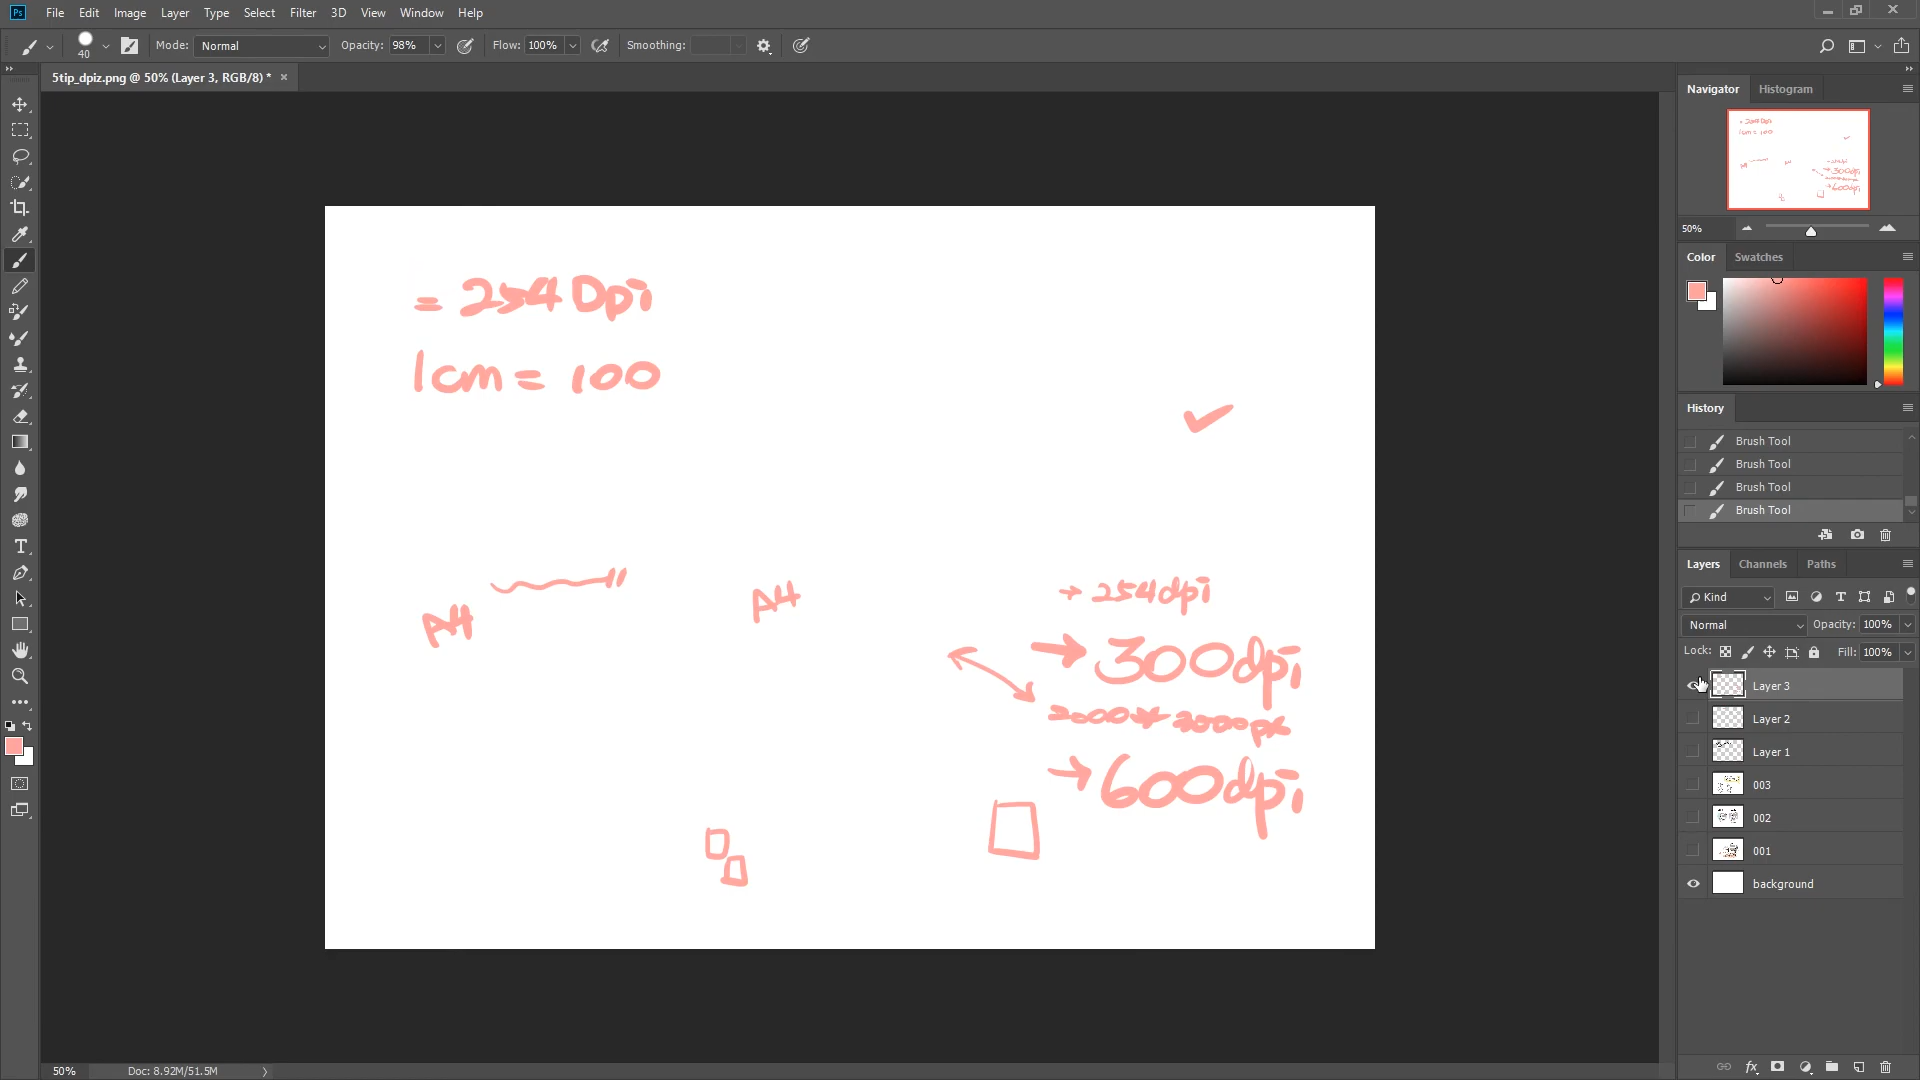 Ps File Edit Image Layer Type Select Filter 3D View Window Help
40 Mode: Normal Opacity: 98% Flow: 100% Smoothing:
5tip_dpiz.png @ 50% (Layer 3, RGB/8) * ×
Navigator Histogram
50%
Color Swatches
= 254 Dpi
1cm = 100
History
Brush Tool
Brush Tool
Brush Tool
Brush Tool
Layers Channels Paths
Kind
Normal Opacity: 100%
Lock: Fill: 100%
A4
A4
→ 254dpi
→ 300dpi
2000*2000px
→ 600dpi
Layer 3
Layer 2
Layer 1
003
002
001
background
50% Doc: 8.92M/51.5M